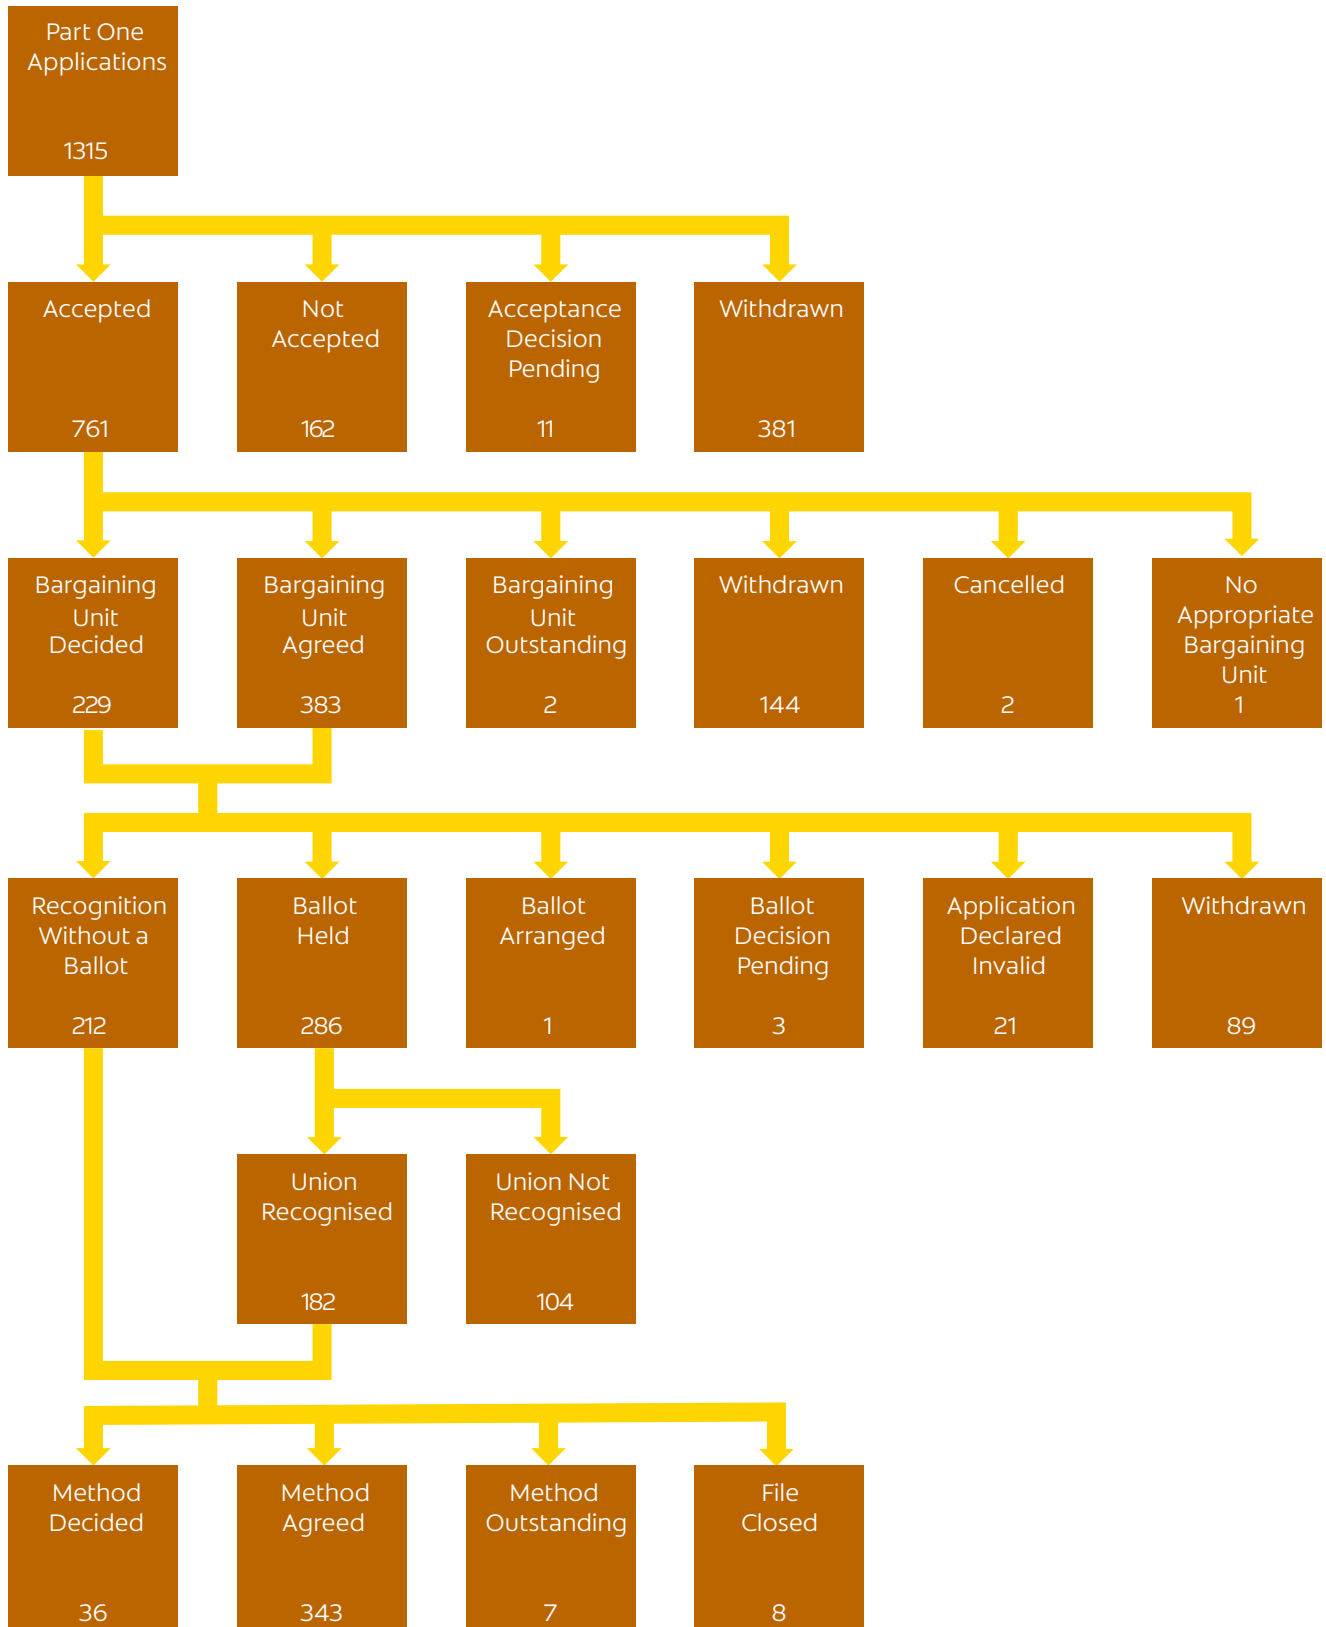 Part One
Applications
1315
Accepted
761
Not
Accepted
162
Acceptance
Decision
Pending
11
Withdrawn
381
Bargaining
Unit
Decided
229
Bargaining
Unit
Agreed
383
Bargaining
Unit
Outstanding
2
Withdrawn
144
Cancelled
2
No
Appropriate
Bargaining
Unit
1
Recognition
Without a
Ballot
212
Ballot
Held
286
Ballot
Arranged
1
Ballot
Decision
Pending
3
Application
Declared
Invalid
21
Withdrawn
89
Union
Recognised
182
Union Not
Recognised
104
Method
Decided
36
Method
Agreed
343
Method
Outstanding
7
File
Closed
8